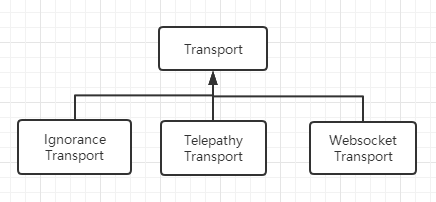 Transport
Ignorance
Transport
Telepathy
Transport
Websocket
Transport